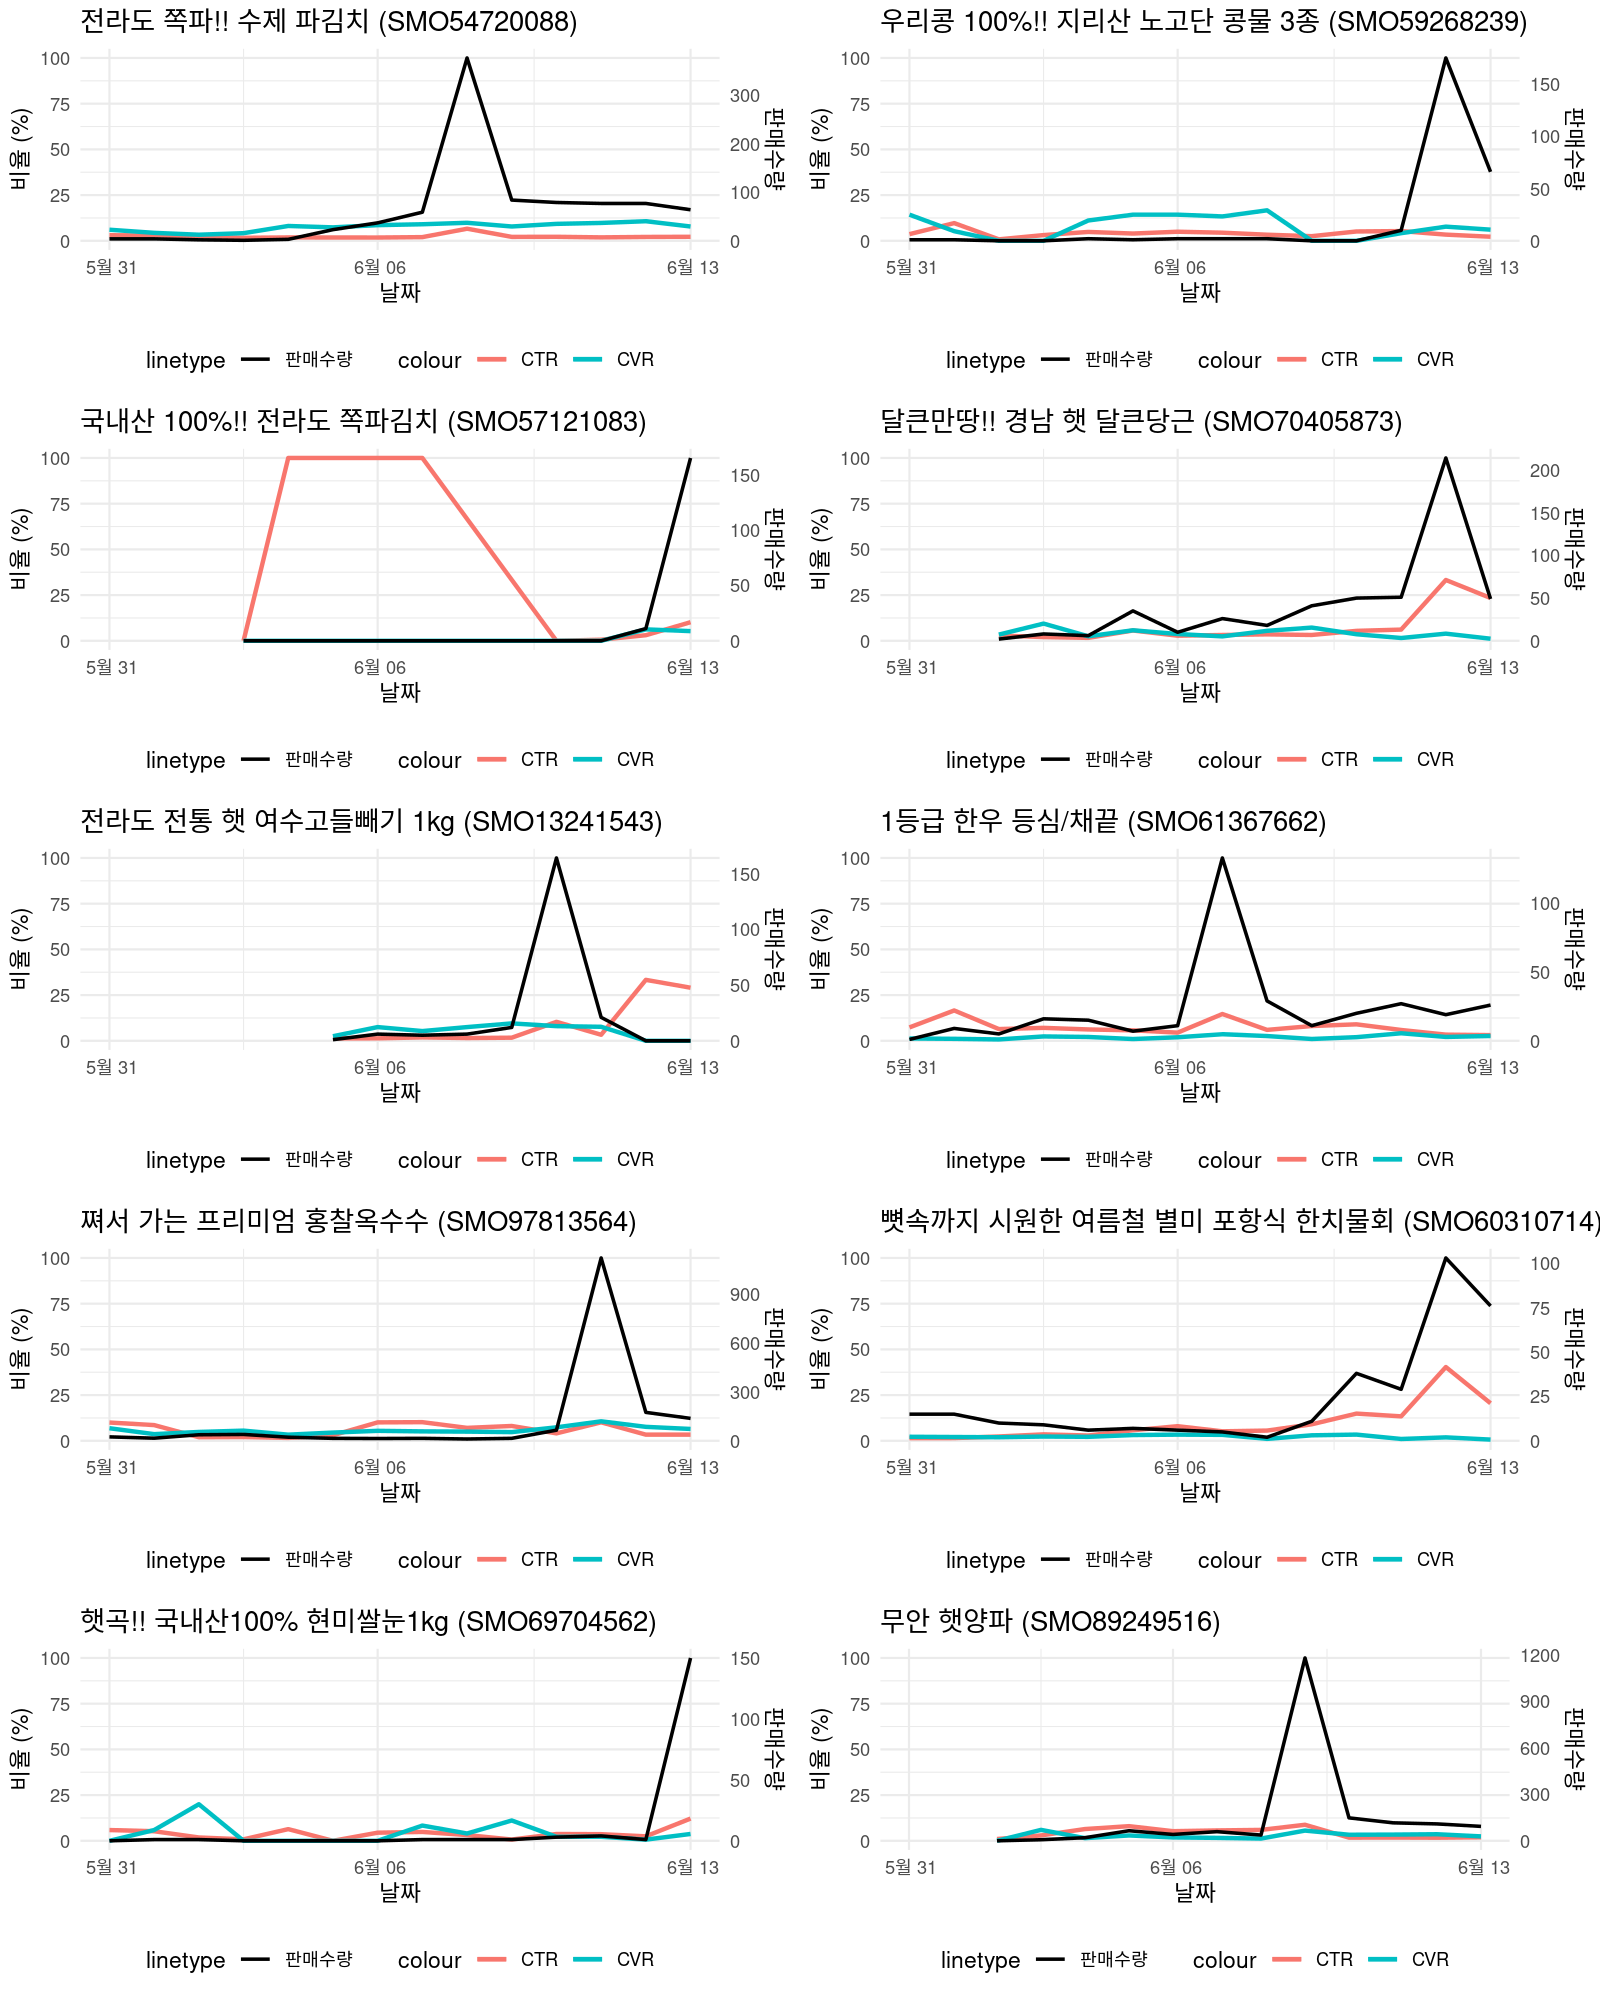 전라도 쪽파!! 수제 파김치 (SMO54720088)
비율 (%)
100
75
50
25
0
300
200
100
0
판매수량
5월 31
6월 06
6월 13
날짜
linetype 판매수량 colour CTR CVR
우리콩 100%!! 지리산 노고단 콩물 3종 (SMO59268239)
비율 (%)
100
75
50
25
0
150
100
50
0
판매수량
5월 31
6월 06
6월 13
날짜
linetype 판매수량 colour CTR CVR
국내산 100%!! 전라도 쪽파김치 (SMO57121083)
비율 (%)
100
75
50
25
0
150
100
50
0
판매수량
5월 31
6월 06
6월 13
날짜
linetype 판매수량 colour CTR CVR
달큰만땅!! 경남 햇 달큰당근 (SMO70405873)
비율 (%)
100
75
50
25
0
200
150
100
50
0
판매수량
5월 31
6월 06
6월 13
날짜
linetype 판매수량 colour CTR CVR
전라도 전통 햇 여수고들빼기 1kg (SMO13241543)
비율 (%)
100
75
50
25
0
150
100
50
0
판매수량
5월 31
6월 06
6월 13
날짜
linetype 판매수량 colour CTR CVR
1등급 한우 등심/채끝 (SMO61367662)
비율 (%)
100
75
50
25
0
100
50
0
판매수량
5월 31
6월 06
6월 13
날짜
linetype 판매수량 colour CTR CVR
쪄서 가는 프리미엄 홍찰옥수수 (SMO97813564)
비율 (%)
100
75
50
25
0
900
600
300
0
판매수량
5월 31
6월 06
6월 13
날짜
linetype 판매수량 colour CTR CVR
뼛속까지 시원한 여름철 별미 포항식 한치물회 (SMO60310714)
비율 (%)
100
75
50
25
0
100
75
50
25
0
판매수량
5월 31
6월 06
6월 13
날짜
linetype 판매수량 colour CTR CVR
햇곡!! 국내산100% 현미쌀눈1kg (SMO69704562)
비율 (%)
100
75
50
25
0
150
100
50
0
판매수량
5월 31
6월 06
6월 13
날짜
linetype 판매수량 colour CTR CVR
무안 햇양파 (SMO89249516)
비율 (%)
100
75
50
25
0
1200
900
600
300
0
판매수량
5월 31
6월 06
6월 13
날짜
linetype 판매수량 colour CTR CVR